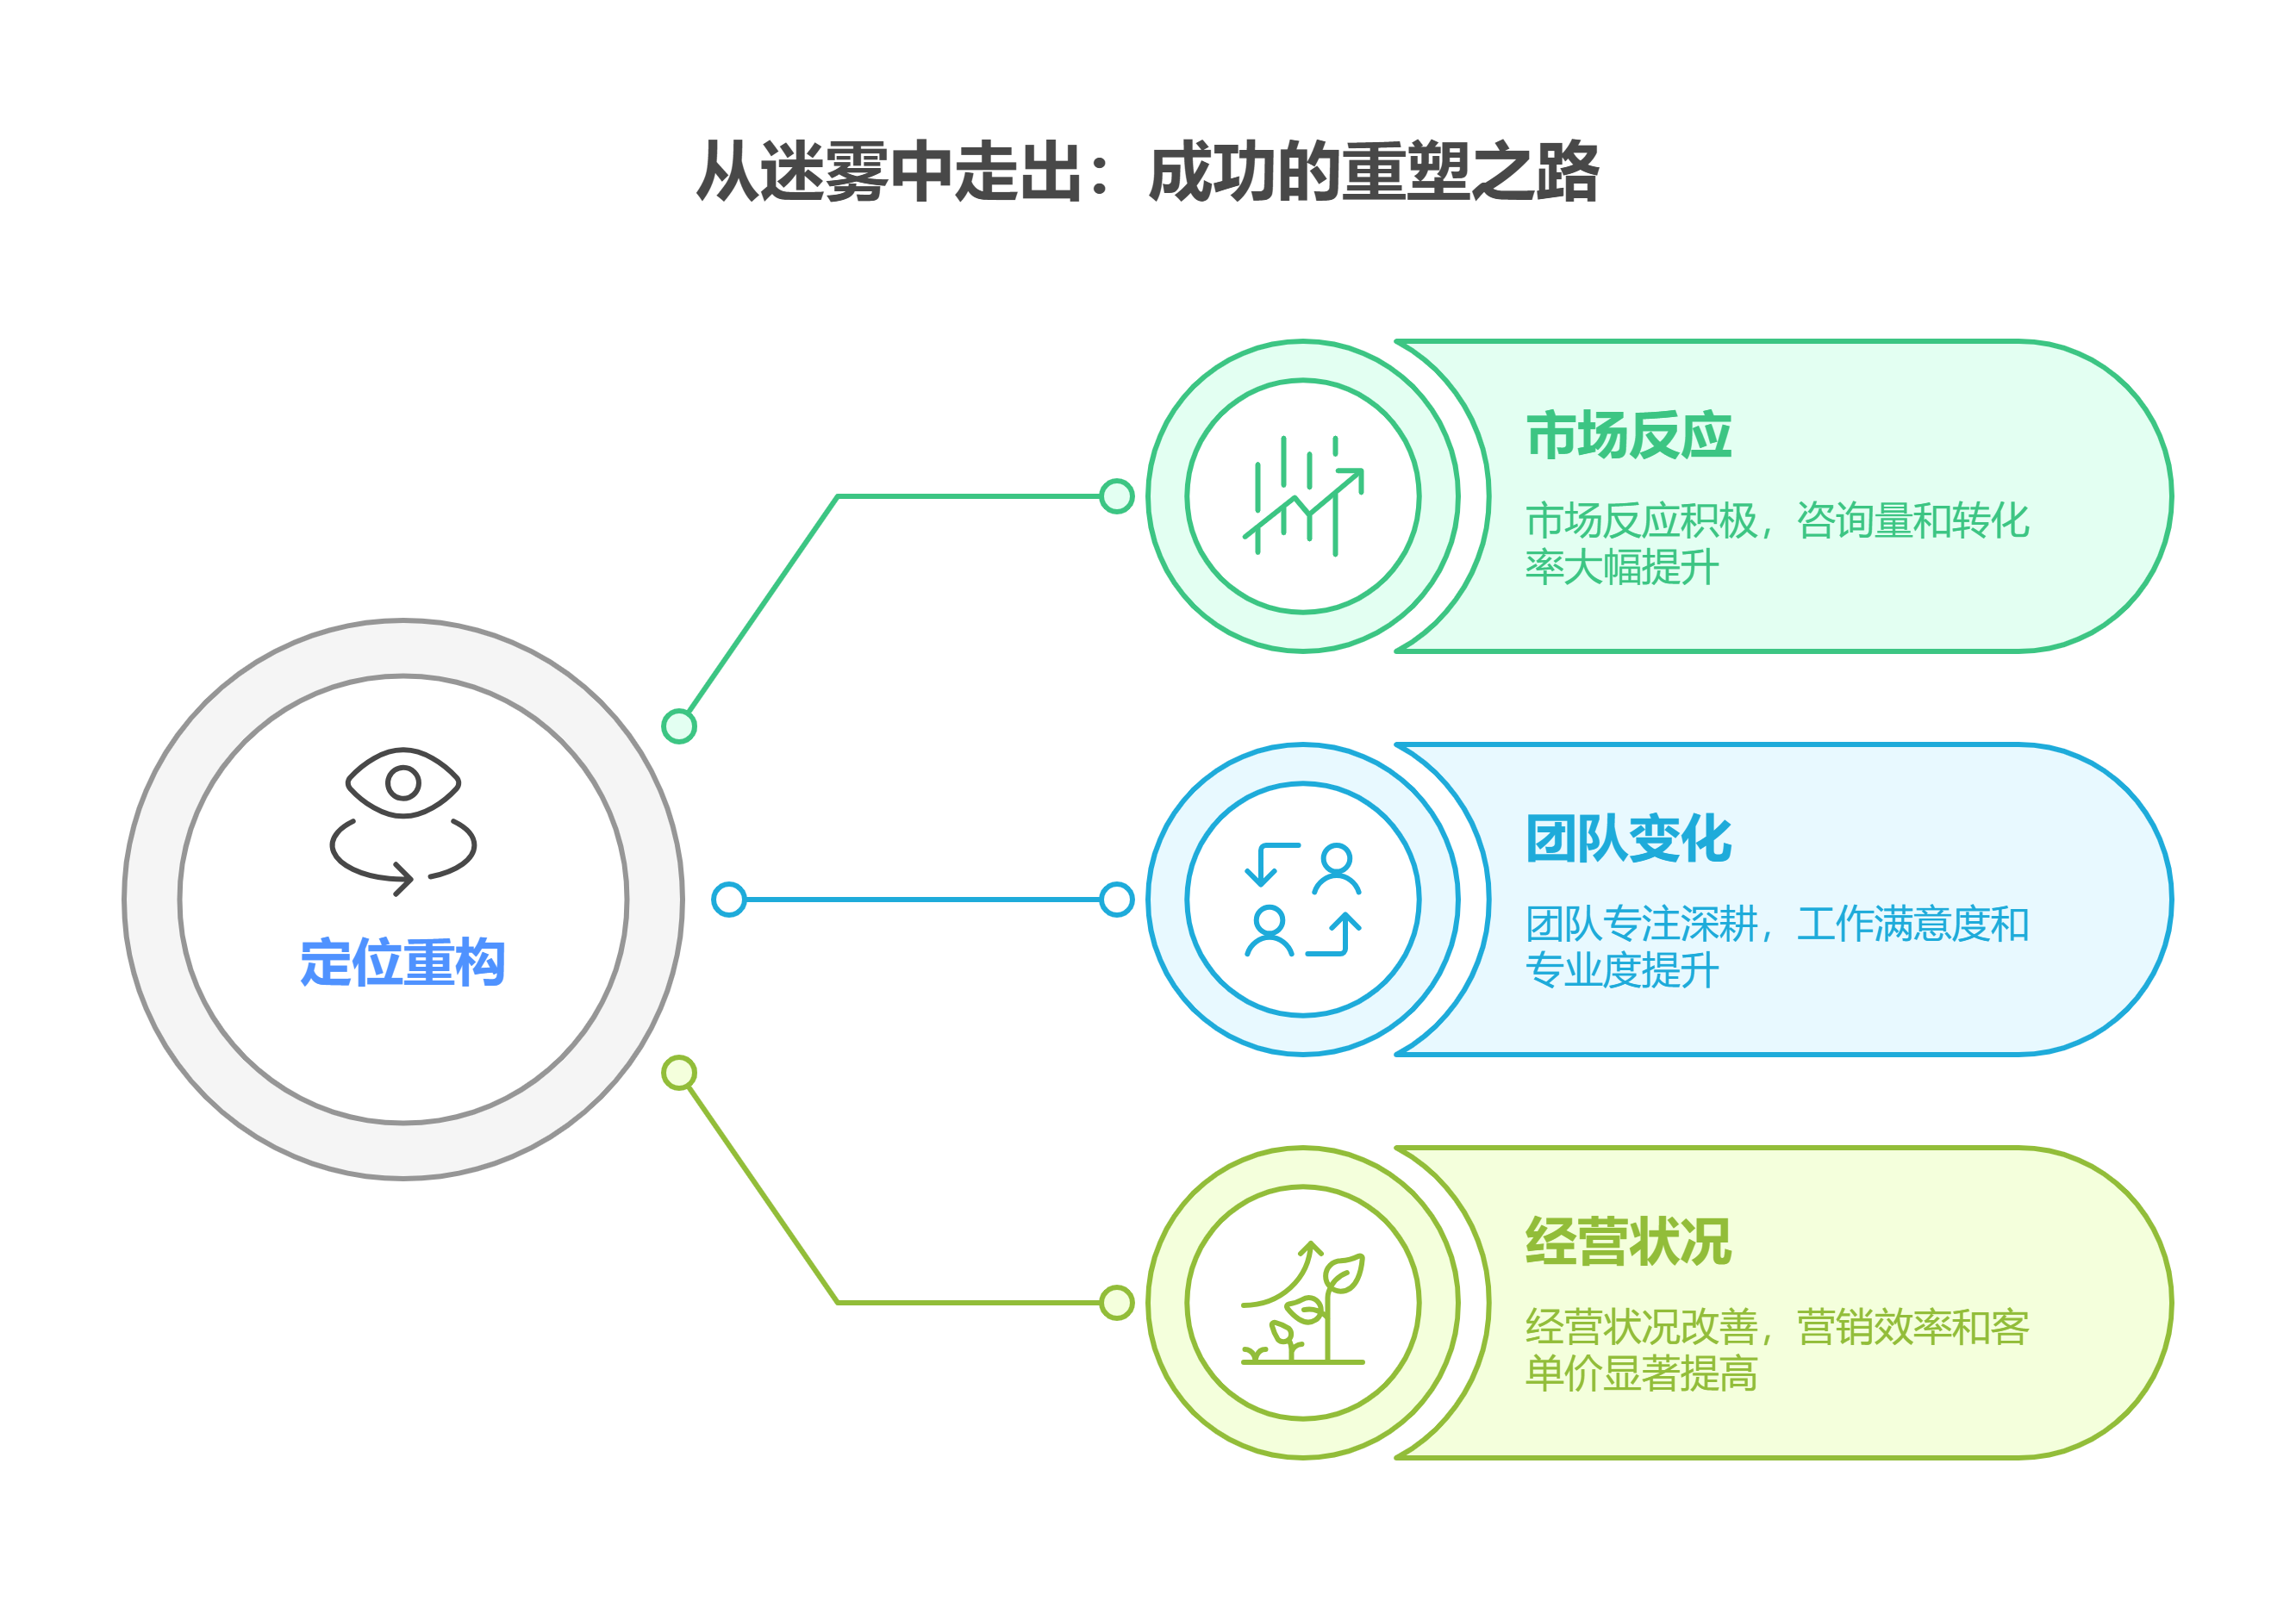 从迷雾中走出：成功的重塑之路
定位重构
市场反应
市场反应积极，咨询量和转化
率大幅提升
团队变化
团队专注深耕，工作满意度和
专业度提升
经营状况
经营状况改善，营销效率和客
单价显著提高